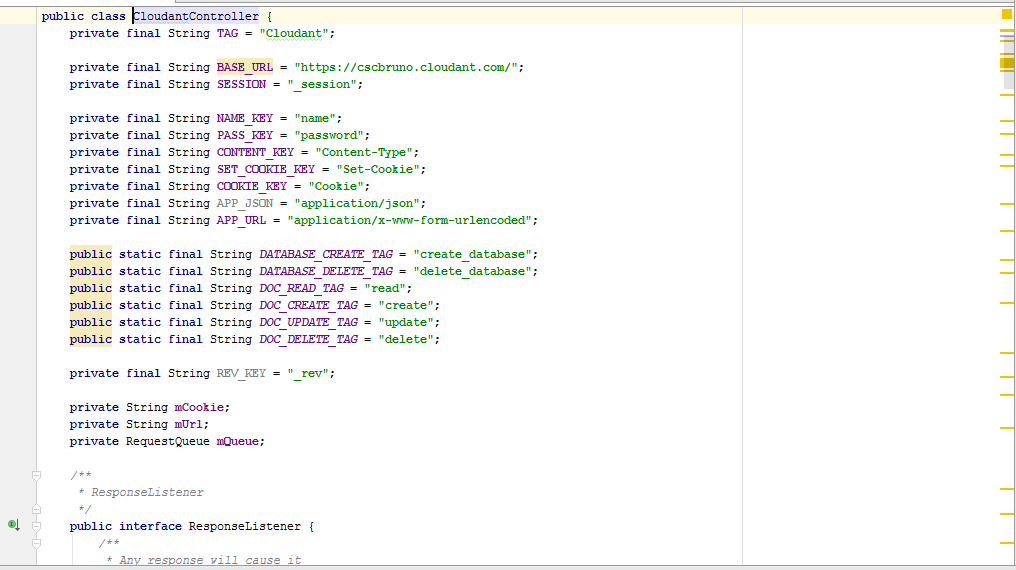 public class CloudantController {
private final String TAG = "Cloudant";
private final String BASE_URL = "https://cscbruno.cloudant.com/";
private final String SESSION = "_session";
private final String NAME_KEY = "name";
private final String PASS_KEY = "password";
private final String CONTENT_KEY = "Content-Type";
private final String SET_COOKIE_KEY = "Set-Cookie";
private final String COOKIE_KEY = "Cookie";
private final String APP_JSON = "application/json";
private final String APP_URL = "application/x-www-form-urlencoded";
public static final String DATABASE_CREATE_TAG = "create_database";
public static final String DATABASE_DELETE_TAG = "delete_database";
public static final String DOC_READ_TAG = "read";
public static final String DOC_CREATE_TAG = "create";
public static final String DOC_UPDATE_TAG = "update";
public static final String DOC_DELETE_TAG = "delete";
private final String REV_KEY = "_rev";
private String mCookie;
private String mUrl;
private RequestQueue mQueue;
/**
* ResponseListener
*/
public interface ResponseListener {
/**
* Any response will cause it